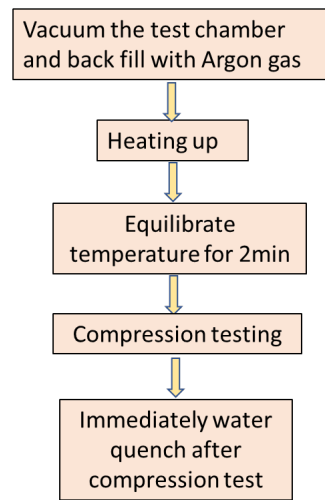 Vacuum the test chamber
and back fill with Argon gas
Heating up
Equilibrate
temperature for 2min
Compression testing
Immediately water
quench after
compression test